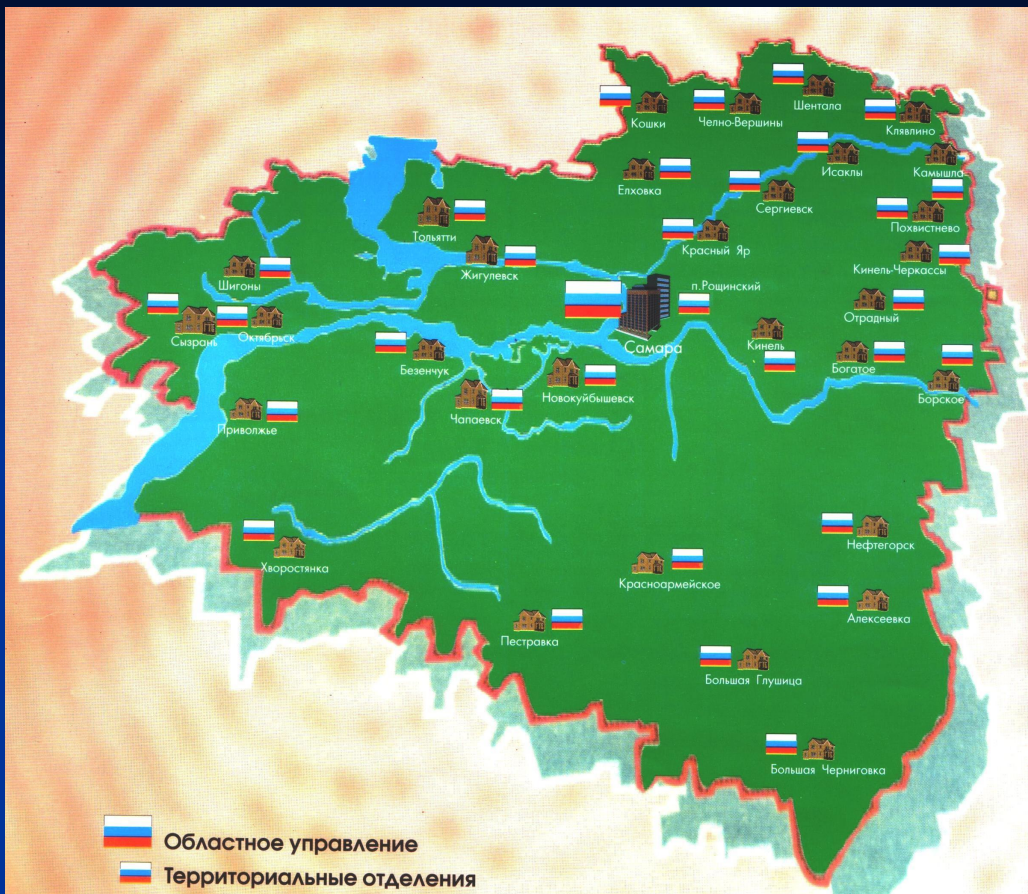 Шентала
Кошки
Челно-Вершины
Клявлино
Исаклы
Камышла
Елховка
Сергиевск
Похвистнево
Тольятти
Красный Яр
Кинель-Черкассы
Жигулевск
Шигоны
п.Рощинский
Отрадный
Сызрань
Октябрьск
Самара
Кинель
Безенчук
Богатое
Новокуйбышевск
Борское
Чапаевск
Приволжье
Нефтегорск
Хворостянка
Красноармейское
Алексеевка
Пестравка
Большая Глушица
Большая Черниговка
Областное управление
Территориальные отделения